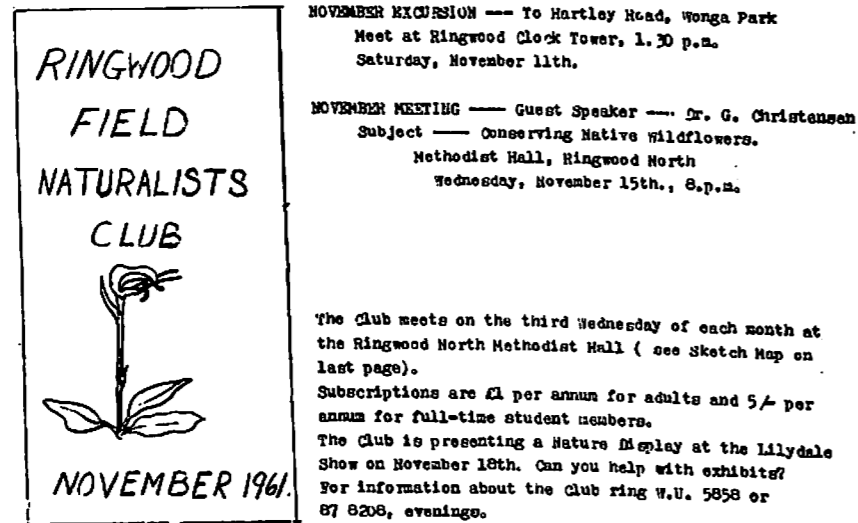 RINGWOOD
FIELD
NATURALISTS
CLUB
NOVEMBER 1961.
NOVEMBER EXCURSION --- To Hartley Head, Wonga Park
Meet at Ringwood Clock Tower, 1.30 p.m.
Saturday, November 11th.
NOVEMBER MEETING --- Guest Speaker --- Dr. G. Christensen
Subject --- Conserving Native Wildflowers.
Methodist Hall, Ringwood North
Wednesday, November 15th., 8.p.m.
The Club meets on the third Wednesday of each month at
the Ringwood North Methodist Hall ( see Sketch Map on
last page).
Subscriptions are £1 per annum for adults and 5/- per
annum for full-time student members.
The Club is presenting a Nature Display at the Lilydale
Show on November 18th. Can you help with exhibits?
For information about the Club ring W.U. 5858 or
87 8208, evenings.